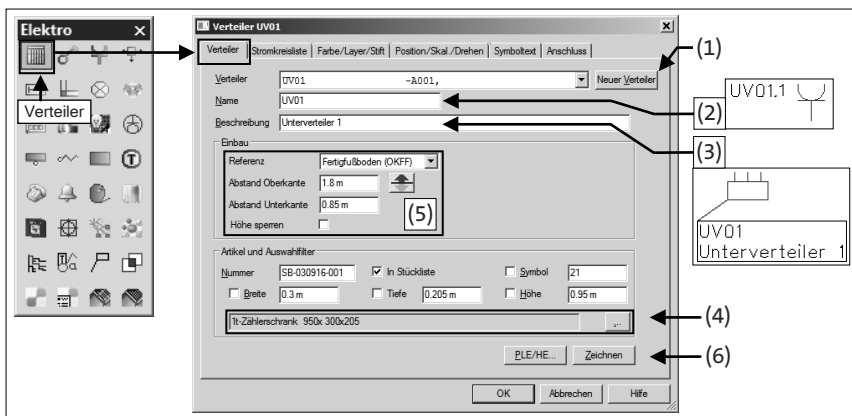 Elektro ×
Verteiler
Verteiler UV01
Verteiler Stromkreisliste Farbe/Layer/Stift Position/Skal./Drehen Symboltext Anschluss
Verteiler UV01 -A001, Neuer Verteiler
Name UV01
Beschreibung Unterverteiler 1
Einbau
Referenz Fertigfußboden (OKFF)
Abstand Oberkante 1.8 m
Abstand Unterkante 0.85 m
Höhe sperren
(5)
Artikel und Auswahlfilter
Nummer SB-030916-001 In Stückliste Symbol 21
Breite 0.3 m Tiefe 0.205 m Höhe 0.95 m
1t-Zählerschrank 950x 300x205 ...
PLE/HE... Zeichnen
OK Abbrechen Hilfe
(1)
(2)
UV01.1
(3)
UV01
Unterverteiler 1
(4)
(6)